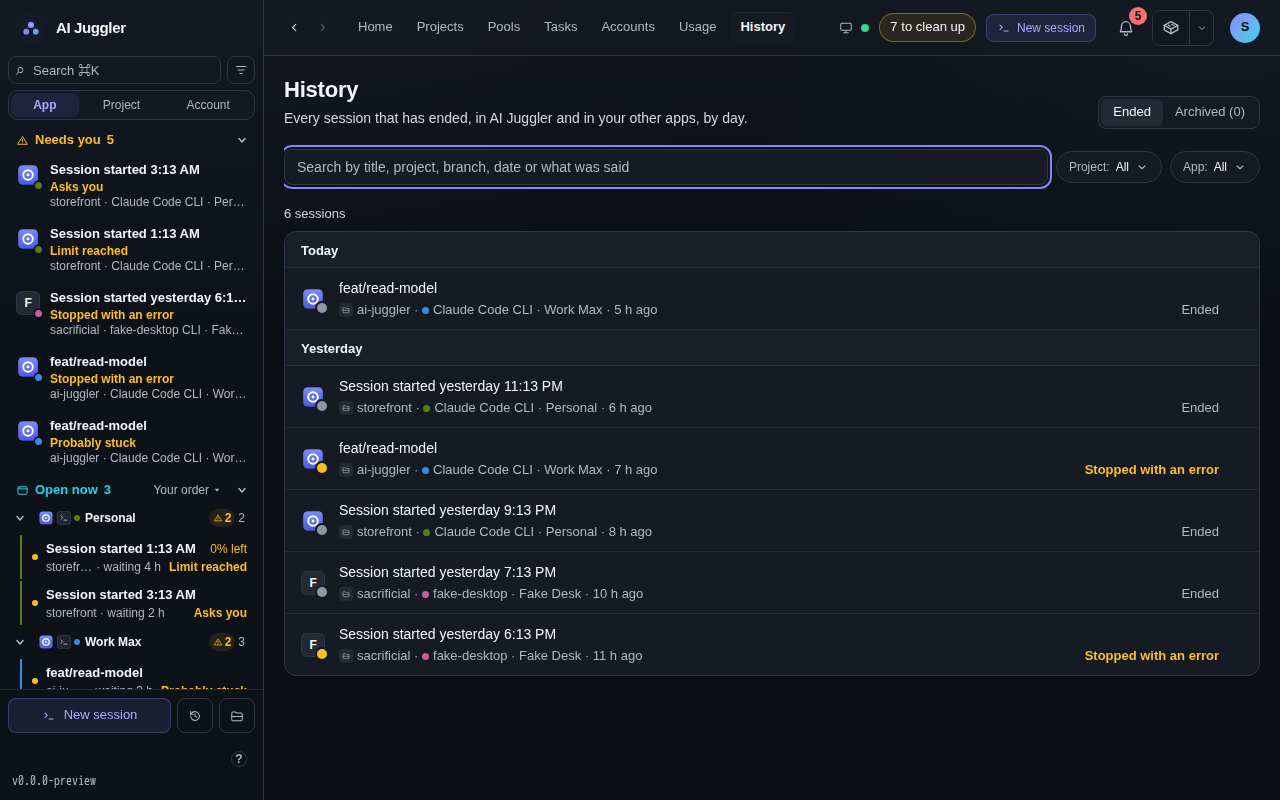 AI Juggler
Search ⌘K
App Project Account
Needs you 5
Session started 3:13 AM
Asks you
storefront · Claude Code CLI · Per…
Session started 1:13 AM
Limit reached
storefront · Claude Code CLI · Per…
F
Session started yesterday 6:1…
Stopped with an error
sacrificial · fake-desktop CLI · Fak…
feat/read-model
Stopped with an error
ai-juggler · Claude Code CLI · Wor…
feat/read-model
Probably stuck
ai-juggler · Claude Code CLI · Wor…
Open now 3 Your order
Personal 2 2
Session started 1:13 AM 0% left
storefr… · waiting 4 h Limit reached
Session started 3:13 AM
storefront · waiting 2 h Asks you
Work Max 2 3
feat/read-model
New session
?
v0.0.0-preview
Home Projects Pools Tasks Accounts Usage History
7 to clean up
New session
5
S
History
Every session that has ended, in AI Juggler and in your other apps, by day.
Ended Archived (0)
Search by title, project, branch, date or what was said
Project: All
App: All
6 sessions
Today
feat/read-model
ai-juggler · Claude Code CLI · Work Max · 5 h ago Ended
Yesterday
Session started yesterday 11:13 PM
storefront · Claude Code CLI · Personal · 6 h ago Ended
feat/read-model
ai-juggler · Claude Code CLI · Work Max · 7 h ago Stopped with an error
Session started yesterday 9:13 PM
storefront · Claude Code CLI · Personal · 8 h ago Ended
F
Session started yesterday 7:13 PM
sacrificial · fake-desktop · Fake Desk · 10 h ago Ended
F
Session started yesterday 6:13 PM
sacrificial · fake-desktop · Fake Desk · 11 h ago Stopped with an error